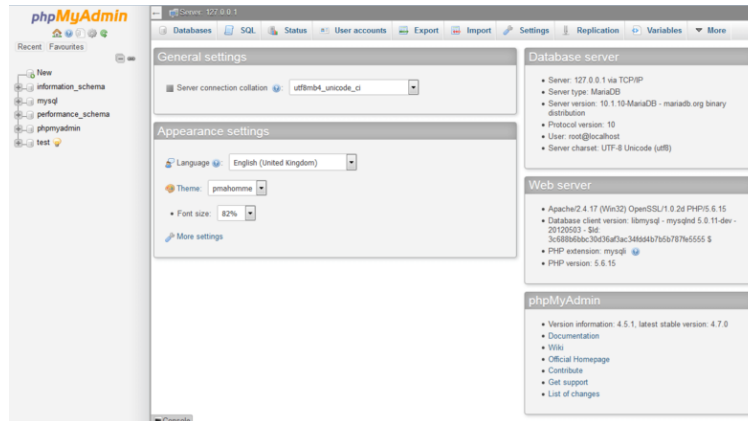 phpMyAdmin
Recent Favourites
New
information_schema
mysql
performance_schema
phpmyadmin
test
Server: 127.0.0.1
Databases SQL Status User accounts Export Import Settings Replication Variables More
General settings
Server connection collation
utf8mb4_unicode_ci
Appearance settings
Language
English (United Kingdom)
Theme: pmahomme
Font size: 82%
More settings
Database server
Server: 127.0.0.1 via TCP/IP
Server type: MariaDB
Server version: 10.1.10-MariaDB - mariadb.org binary
distribution
Protocol version: 10
User: root@localhost
Server charset: UTF-8 Unicode (utf8)
Web server
Apache/2.4.17 (Win32) OpenSSL/1.0.2d PHP/5.6.15
Database client version: libmysql - mysqlnd 5.0.11-dev -
20120503 - $Id:
3c688b6bbc30d36af3ac34fdd4b7b5b787fe5555 $
PHP extension: mysqli
PHP version: 5.6.15
phpMyAdmin
Version information: 4.5.1, latest stable version: 4.7.0
Documentation
Wiki
Official Homepage
Contribute
Get support
List of changes
Console